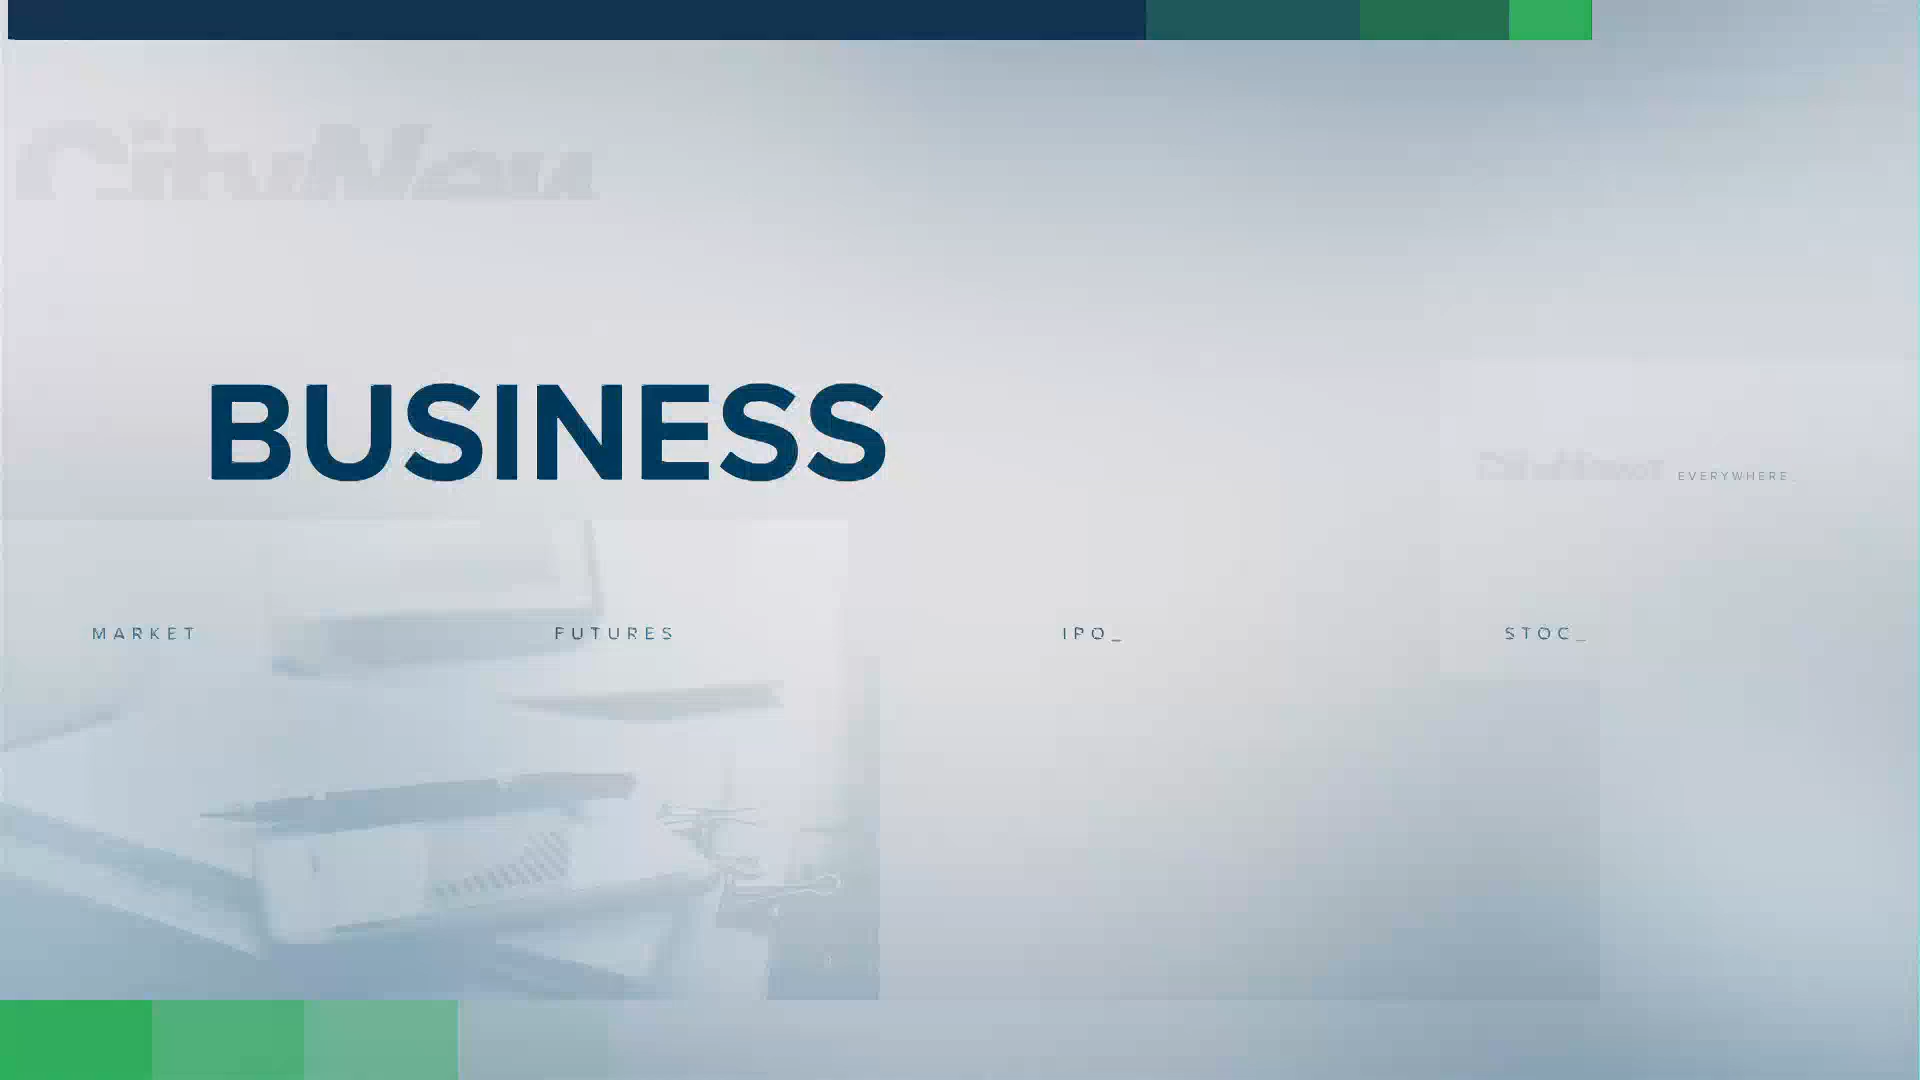 BUSINESS
EVERYWHERE_
MARKET
FUTURES
IPO_
STOC_